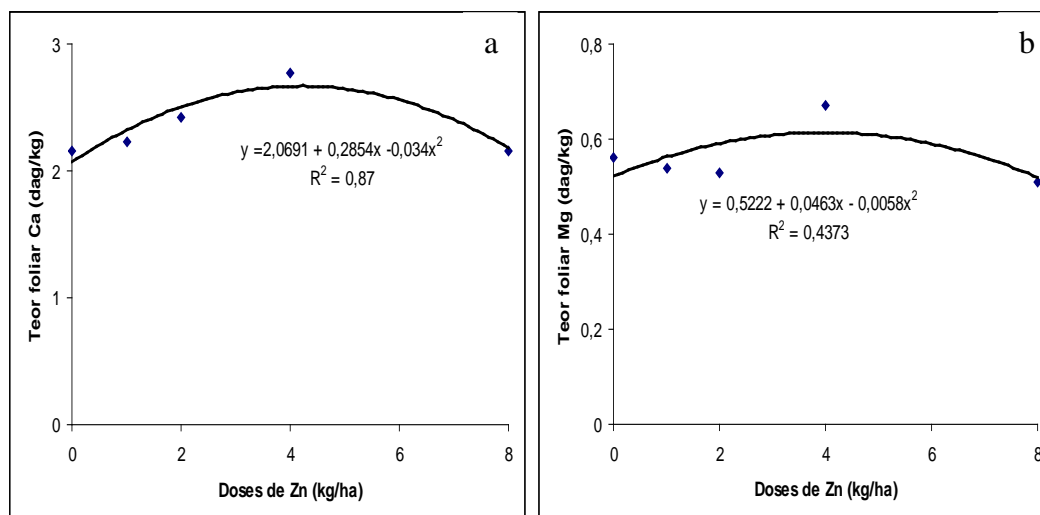 a
3
2
1
0
Teor foliar Ca (dag/kg)
y =2,0691 + 0,2854x -0,034x²
R² = 0,87
0 2 4 6 8
Doses de Zn (kg/ha)
b
0,8
0,6
0,4
0,2
0
Teor foliar Mg (dag/kg)
y = 0,5222 + 0,0463x - 0,0058x²
R² = 0,4373
0 2 4 6 8
Doses de Zn (kg/ha)